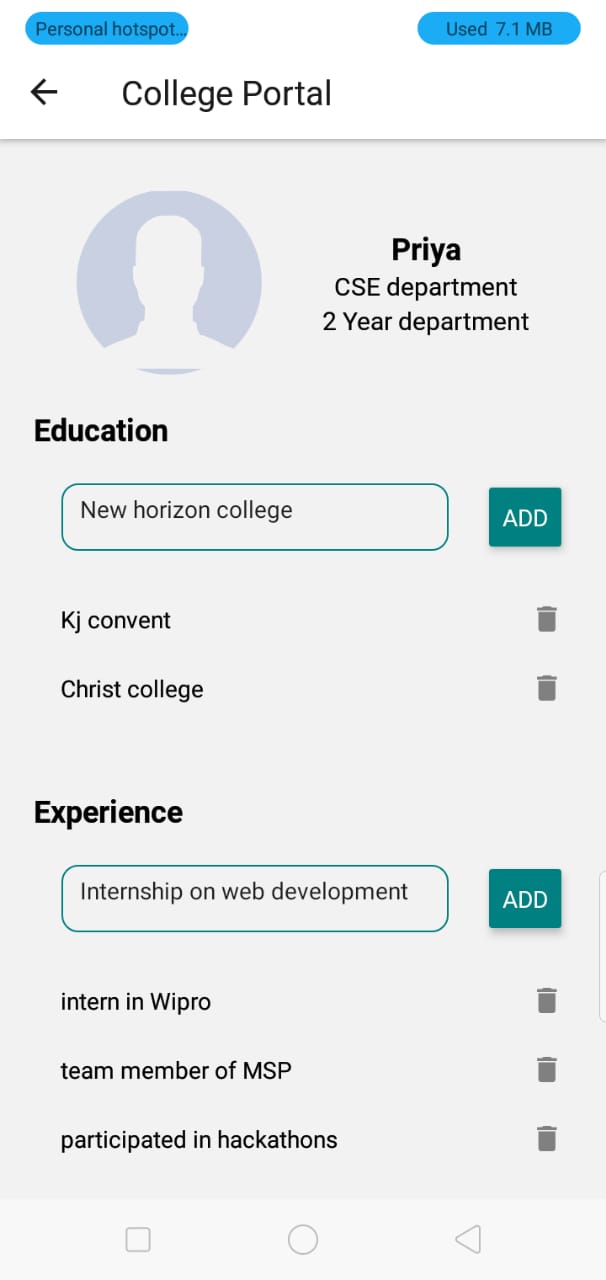 Personal hotspot...
Used 7.1 MB
College Portal
Priya
CSE department
2 Year department
Education
New horizon college
ADD
Kj convent
Christ college
Experience
Internship on web development
ADD
intern in Wipro
team member of MSP
participated in hackathons